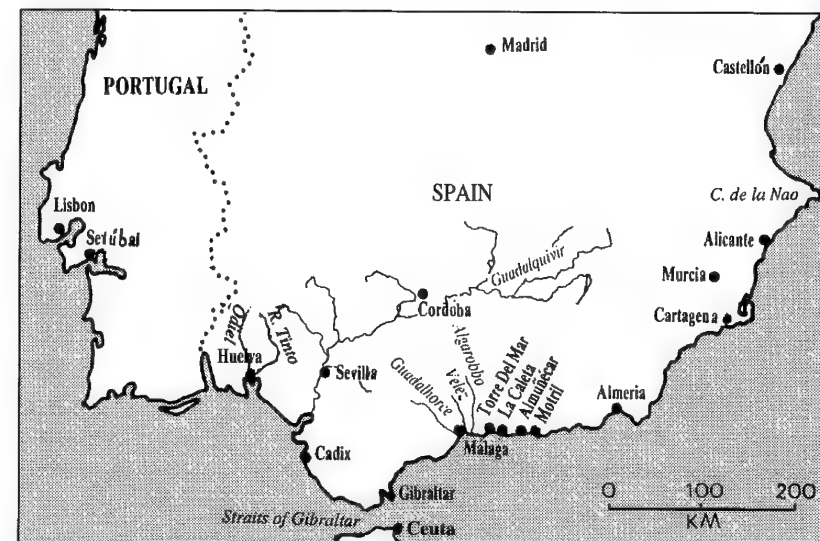 Madrid
Castellón
PORTUGAL
SPAIN
C. de la Nao
Lisbon
Setúbal
Alicante
Guadalquivir
Murcia
Cordoba
Cartagena
Odiel
R. Tinto
Huelva
Sevilla
Guadalhorce
Vele-
Algarobbo
Torre Del Mar
La Caleta
Almúñécar
Motril
Almeria
Malaga
Cadix
Gibraltar
0 100 200
KM
Straits of Gibraltar
Ceuta